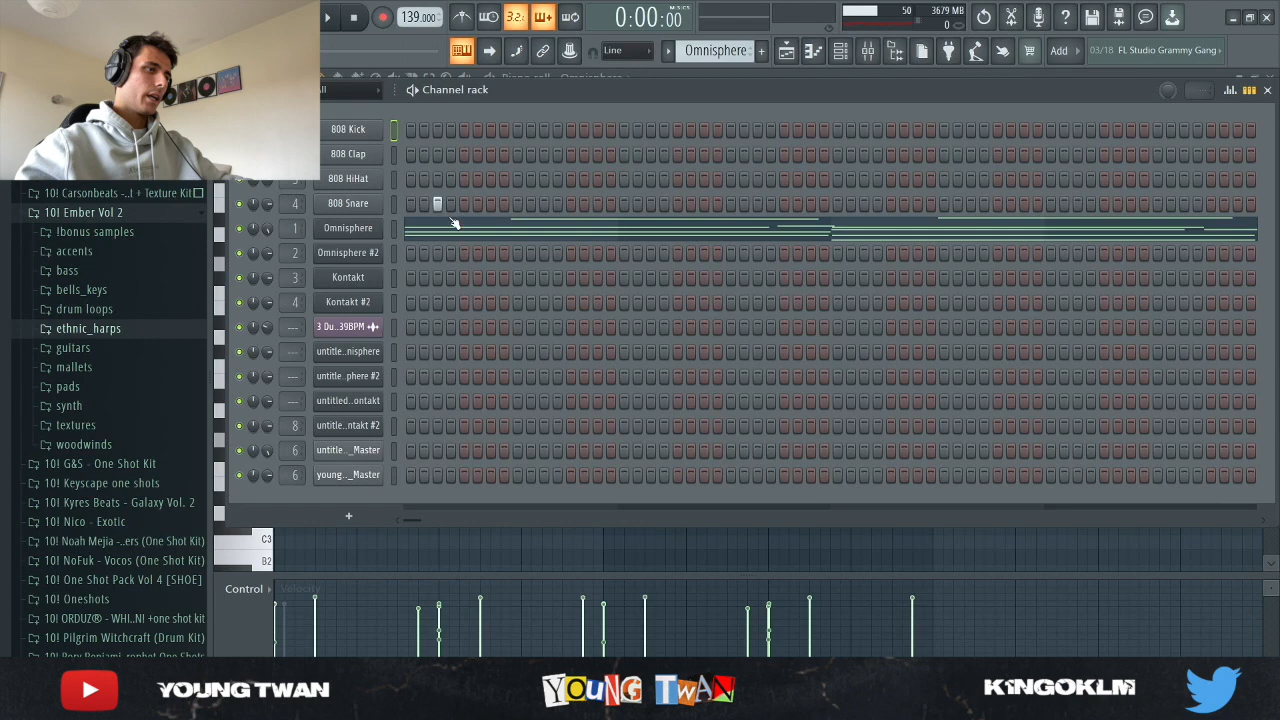 139.000
3.2.
0:00:00
M:S:CS
50
3679 MB
0
Line
Omnisphere
Add
03/18 FL Studio Grammy Gang
Channel rack
All
808 Kick
808 Clap
808 HiHat
4 808 Snare
1 Omnisphere
2 Omnisphere #2
3 Kontakt
4 Kontakt #2
--- 3 Du..39BPM
--- untitle..nisphere
--- untitle..phere #2
--- untitled..ontakt
8 untitle..ntakt #2
6 untitle.._Master
6 young.._Master
10! Carsonbeats -..t + Texture Kit
10! Ember Vol 2
!bonus samples
accents
bass
bells_keys
drum loops
ethnic_harps
guitars
mallets
pads
synth
textures
woodwinds
10! G&S - One Shot Kit
10! Keyscape one shots
10! Kyres Beats - Galaxy Vol. 2
10! Nico - Exotic
10! Noah Mejia -..ers (One Shot Kit)
10! NoFuk - Vocos (One Shot Kit)
10! One Shot Pack Vol 4 [SHOE]
10! Oneshots
10! ORDUZ® - WHI..N! +one shot kit
10! Pilgrim Witchcraft (Drum Kit)
C3
B2
Control
Velocity
YOUNG TWAN
YOUNG TWAN
K1NGOKLM